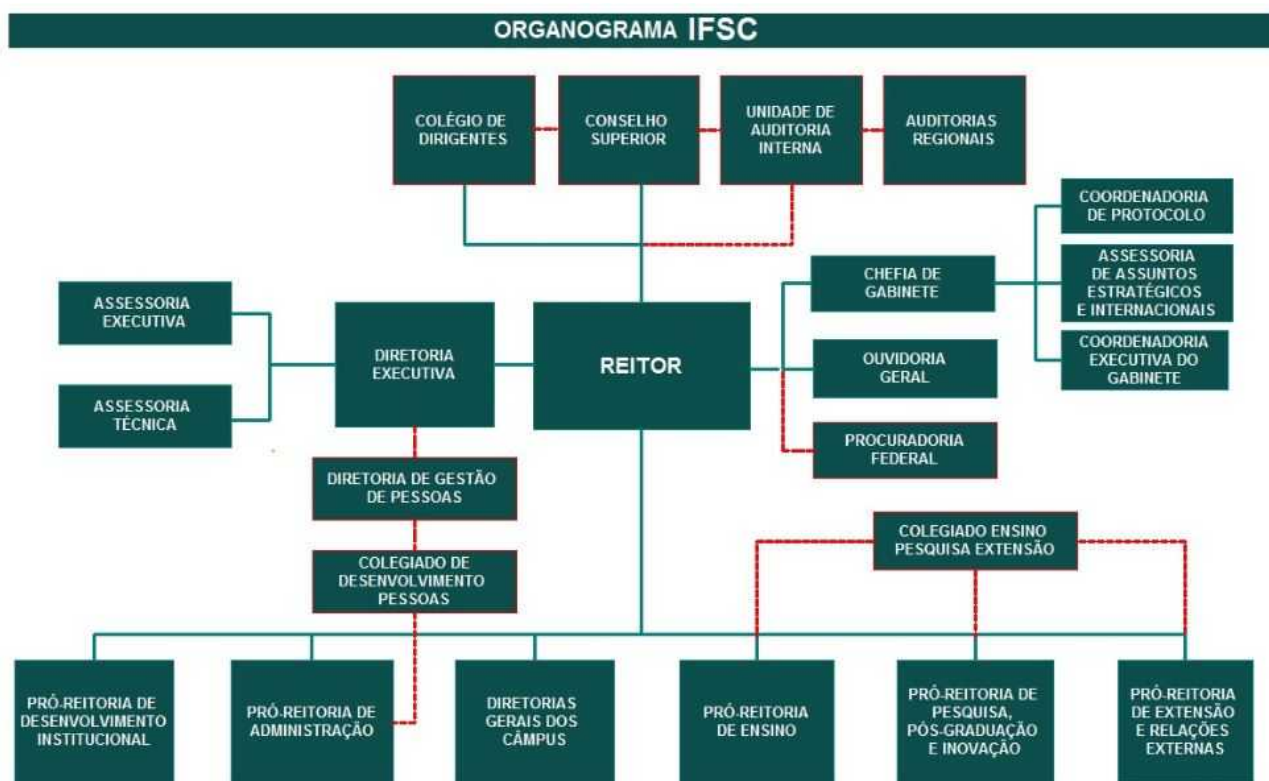 ORGANOGRAMA IFSC
COLÉGIO DE
DIRIGENTES
CONSELHO
SUPERIOR
UNIDADE DE
AUDITORIA
INTERNA
AUDITORIAS
REGIONAIS
COORDENADORIA
DE PROTOCOLO
ASSESSORIA
DE ASSUNTOS
ESTRATÉGICOS
E INTERNACIONAIS
COORDENADORIA
EXECUTIVA DO
GABINETE
CHEFIA DE
GABINETE
OUVIDORIA
GERAL
PROCURADORIA
FEDERAL
ASSESSORIA
EXECUTIVA
ASSESSORIA
TÉCNICA
DIRETORIA
EXECUTIVA
REITOR
DIRETORIA DE GESTÃO
DE PESSOAS
COLEGIADO DE
DESENVOLVIMENTO
PESSOAS
COLEGIADO ENSINO
PESQUISA EXTENSÃO
PRÓ-REITORIA DE
DESENVOLVIMENTO
INSTITUCIONAL
PRÓ-REITORIA DE
ADMINISTRAÇÃO
DIRETORIAS
GERAIS DOS
CÂMPUS
PRÓ-REITORIA
DE ENSINO
PRÓ-REITORIA DE
PESQUISA,
PÓS-GRADUAÇÃO
E INOVAÇÃO
PRÓ-REITORIA
DE EXTENSÃO
E RELAÇÕES
EXTERNAS